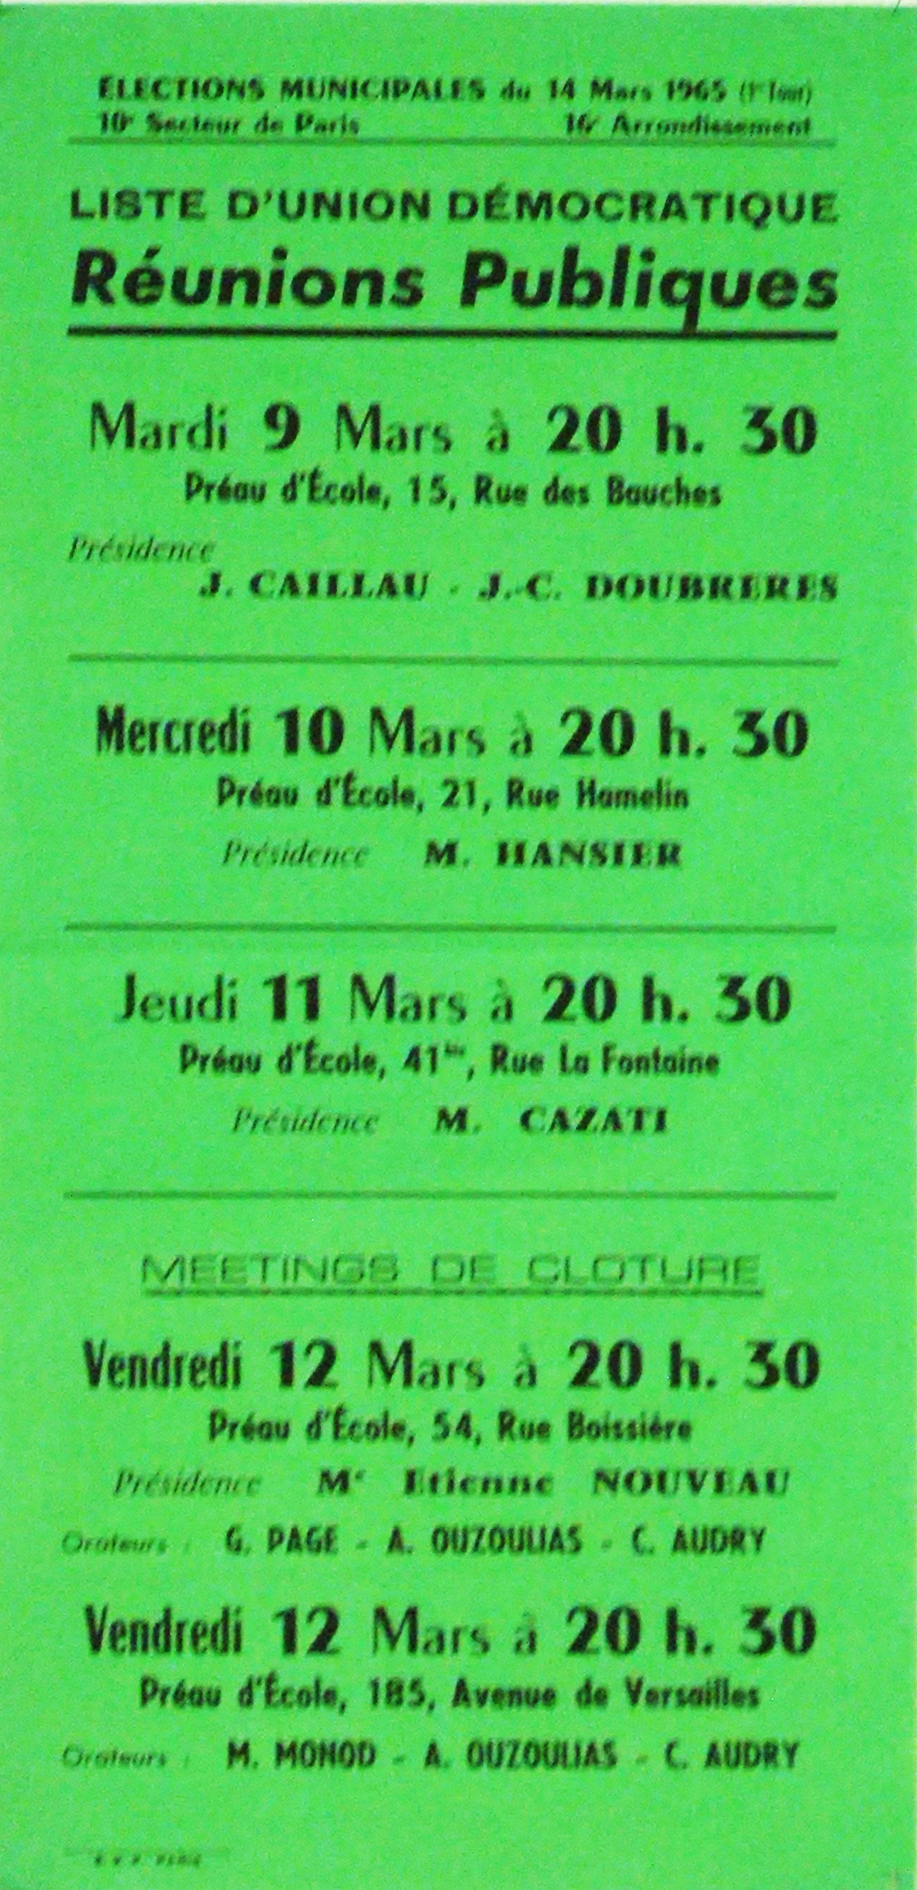 ÉLECTIONS MUNICIPALES du 14 Mars 1965 (1er Tour)
10e Secteur de Paris 16e Arrondissement
LISTE D'UNION DÉMOCRATIQUE
Réunions Publiques
Mardi 9 Mars à 20 h. 30
Préau d'École, 15, Rue des Bauches
Présidence
J. CAILLAU - J.-C. DOUBRERES
Mercredi 10 Mars à 20 h. 30
Préau d'École, 21, Rue Hamelin
Présidence M. HANSIER
Jeudi 11 Mars à 20 h. 30
Préau d'École, 41bis, Rue La Fontaine
Présidence M. CAZATI
MEETINGS DE CLOTURE
Vendredi 12 Mars à 20 h. 30
Préau d'École, 54, Rue Boissière
Présidence Me Etienne NOUVEAU
Orateurs : G. PAGE - A. OUZOULIAS - C. AUDRY
Vendredi 12 Mars à 20 h. 30
Préau d'École, 185, Avenue de Versailles
Orateurs : M. MONOD - A. OUZOULIAS - C. AUDRY
PARIS